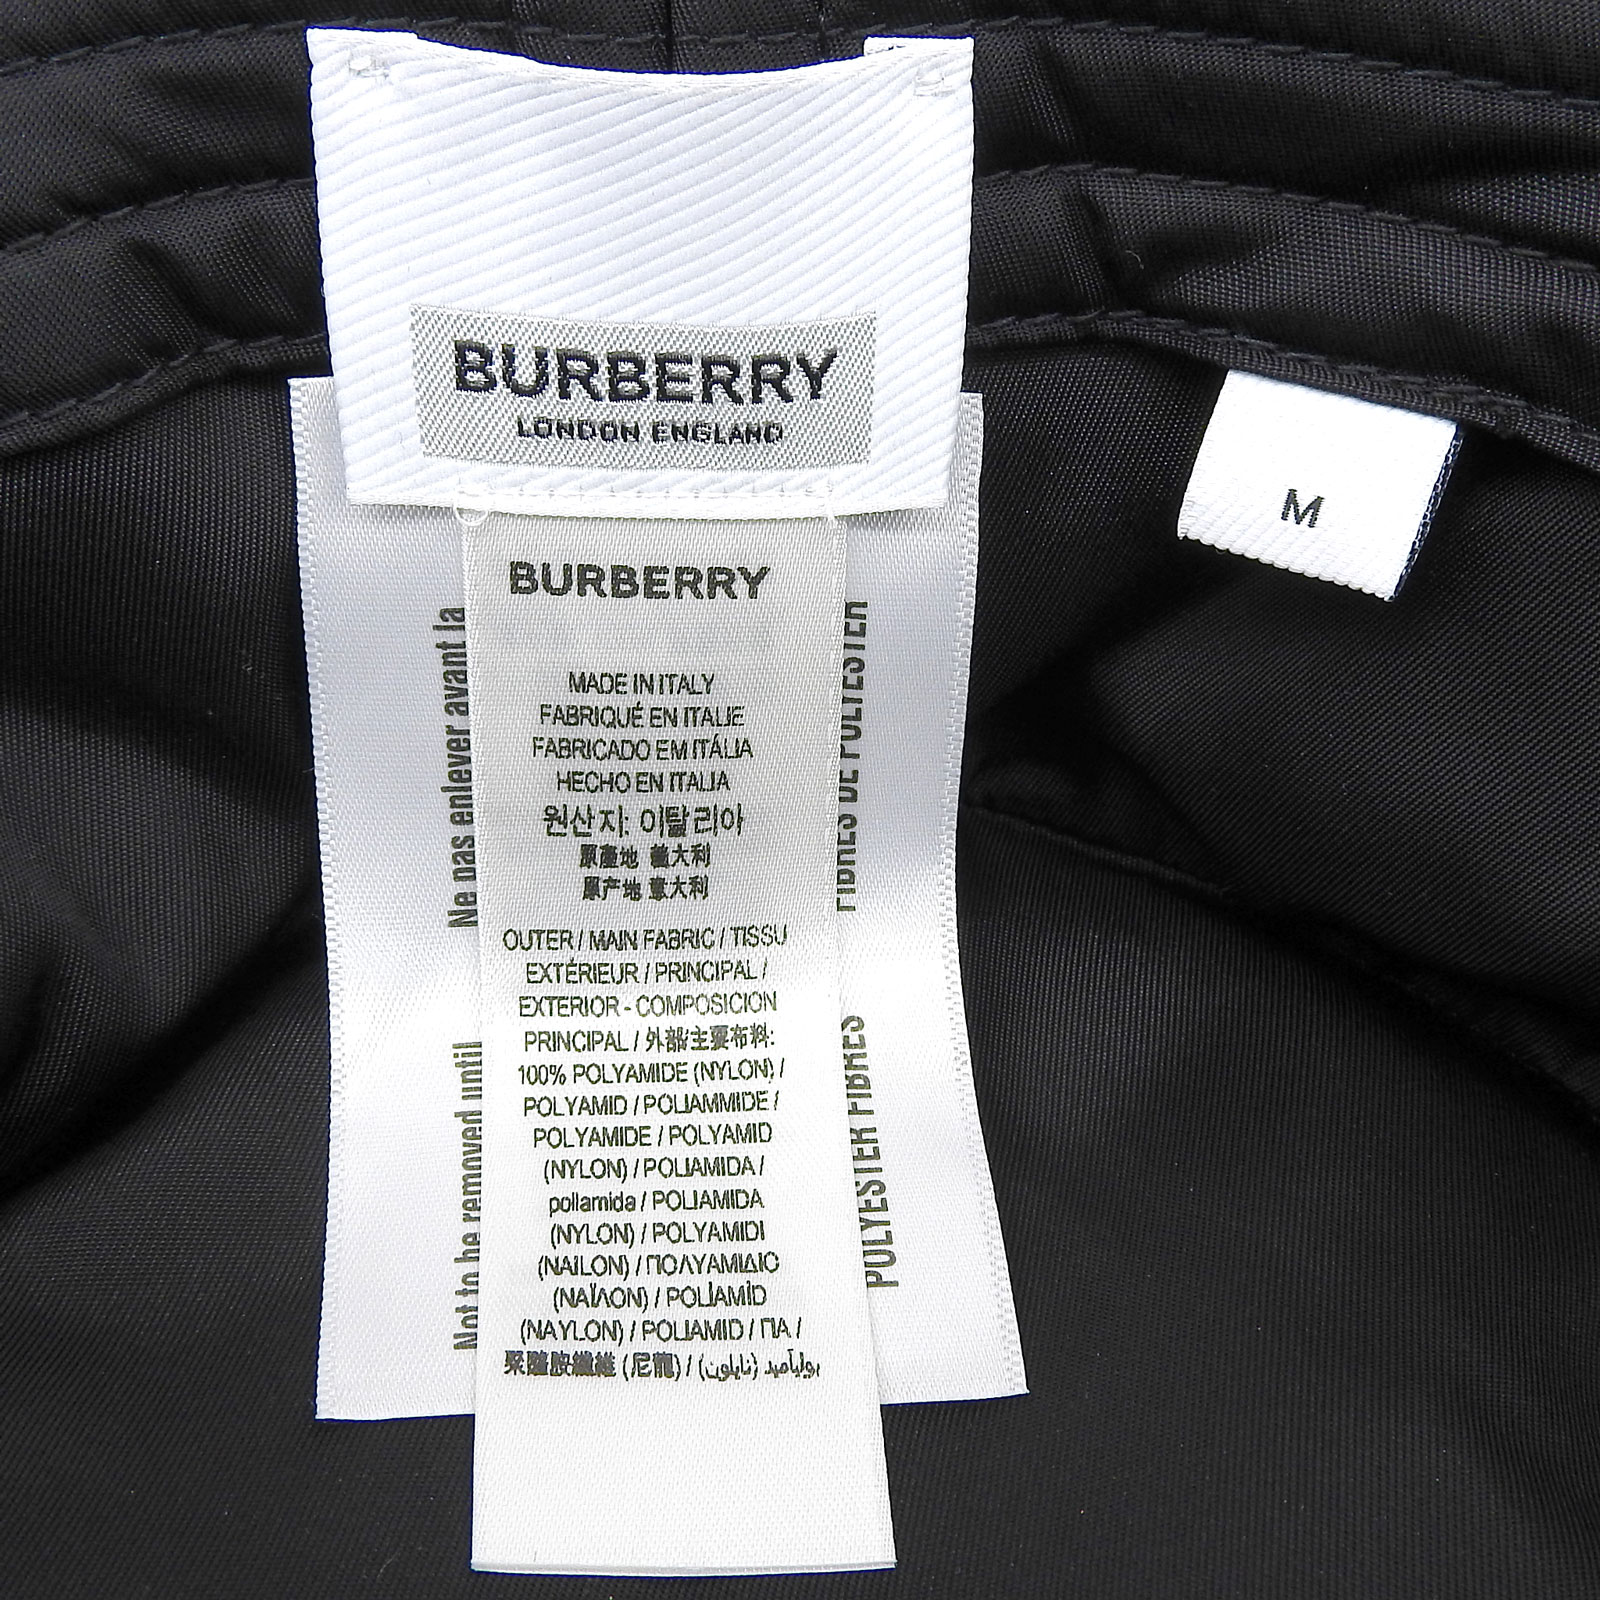 BURBERRY
LONDON ENGLAND
M
BURBERRY
MADE IN ITALY
FABRIQUÉ EN ITALIE
FABRICADO EM ITÁLIA
HECHO EN ITALIA
원산지: 이탈리아
原產地 義大利
原产地 意大利
OUTER / MAIN FABRIC / TISSU
EXTÉRIEUR / PRINCIPAL /
EXTERIOR - COMPOSICION
PRINCIPAL / 外部主要布料:
100% POLYAMIDE (NYLON) /
POLYAMID / POLIAMMIDE /
POLYAMIDE / POLYAMID
(NYLON) / POLIAMIDA /
poliamida / POLIAMIDA
(NYLON) / POLYAMIDI
(NAILON) / ΠΟΛΥΑΜΙΔΙΟ
(ΝΑΪΛΟΝ) / POLİAMİD
(NAYLON) / POLIAMID / ПА /
聚醯胺纖維 (尼龍) / (نايلون) بولياميد
Ne pas enlever avant la
Not to be removed until
FIBRES DE POLYESTER
POLYESTER FIBRES